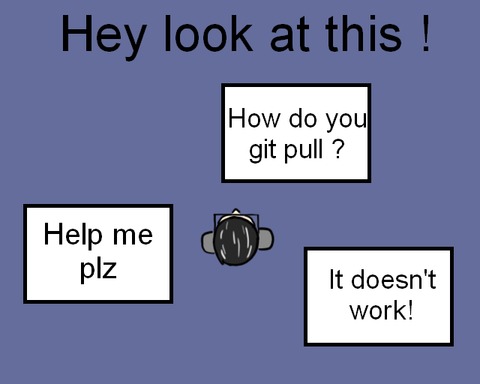 Hey look at this !
How do you
git pull ?
Help me
plz
It doesn't
work!